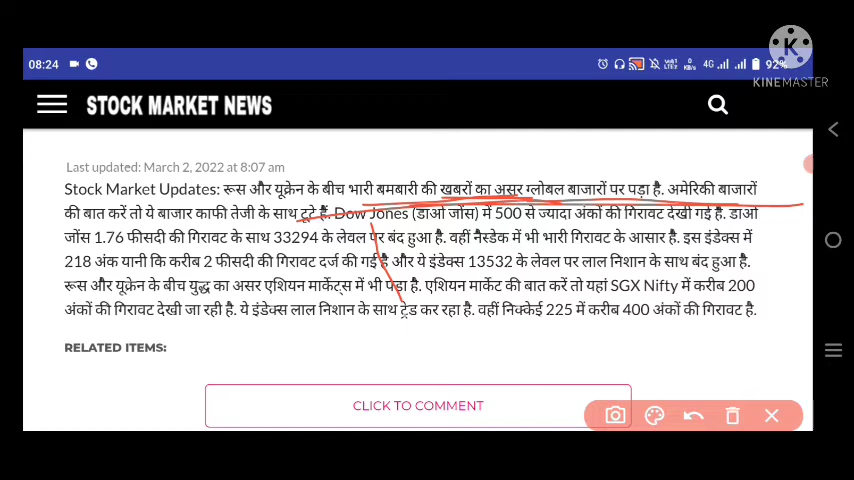 08:24
4G 92%
K
KINEMASTER
STOCK MARKET NEWS
Last updated: March 2, 2022 at 8:07 am
Stock Market Updates: रूस और यूक्रेन के बीच भारी बमबारी की खबरों का असर ग्लोबल बाजारों पर पड़ा है. अमेरिकी बाजारों
की बात करें तो ये बाजार काफी तेजी के साथ टूटे हैं. Dow Jones (डाओ जोंस) में 500 से ज्यादा अंकों की गिरावट देखी गई है. डाओ
जोंस 1.76 फीसदी की गिरावट के साथ 33294 के लेवल पर बंद हुआ है. वहीं नैस्डेक में भी भारी गिरावट के आसार है. इस इंडेक्स में
218 अंक यानी कि करीब 2 फीसदी की गिरावट दर्ज की गई है और ये इंडेक्स 13532 के लेवल पर लाल निशान के साथ बंद हुआ है.
रूस और यूक्रेन के बीच युद्ध का असर एशियन मार्केट्स में भी पड़ा है. एशियन मार्केट की बात करें तो यहां SGX Nifty में करीब 200
अंकों की गिरावट देखी जा रही है. ये इंडेक्स लाल निशान के साथ ट्रेड कर रहा है. वहीं निक्केई 225 में करीब 400 अंकों की गिरावट है.
RELATED ITEMS:
CLICK TO COMMENT